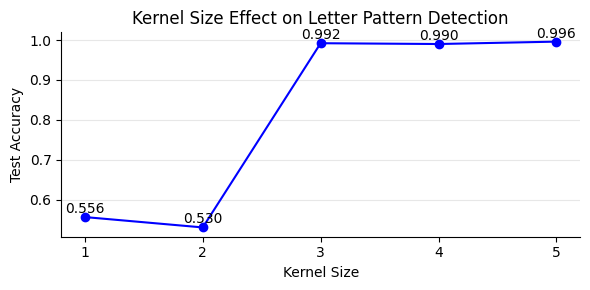 Kernel Size Effect on Letter Pattern Detection
1.0
0.9
0.8
0.7
0.6
Test Accuracy
0.556
0.530
0.992
0.990
0.996
1 2 3 4 5
Kernel Size